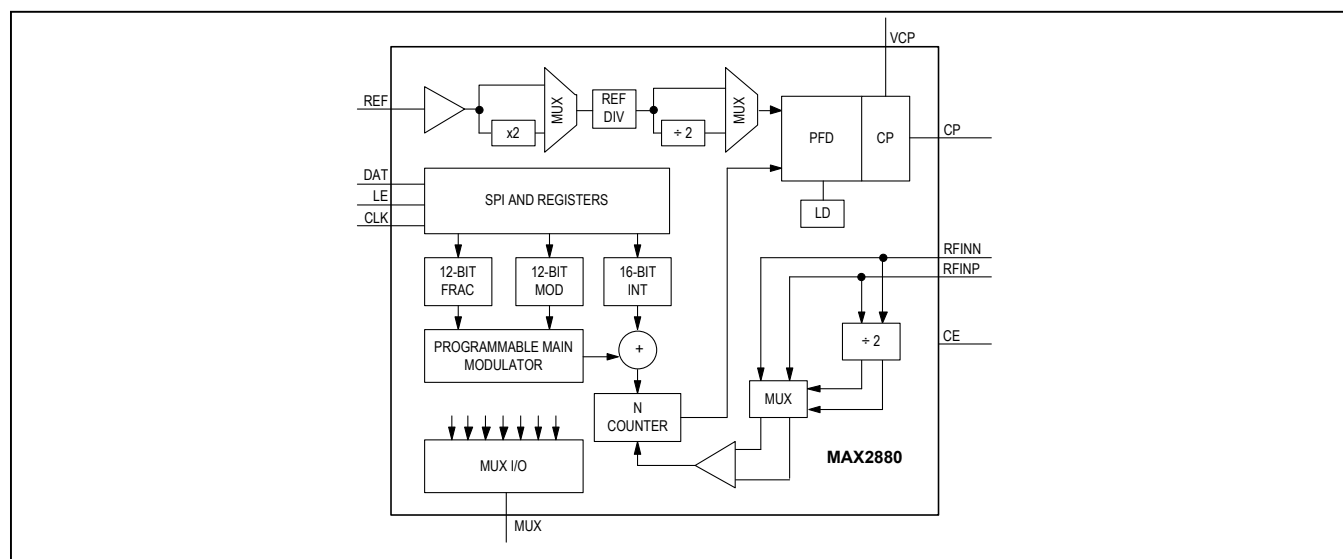 VCP
REF
MUX
REF
DIV
MUX
x2
÷ 2
PFD
CP
CP
DAT
LE
CLK
SPI AND REGISTERS
LD
RFINN
RFINP
12-BIT
FRAC
12-BIT
MOD
16-BIT
INT
÷ 2
CE
PROGRAMMABLE MAIN
MODULATOR
+
MUX
N
COUNTER
MUX I/O
MAX2880
MUX